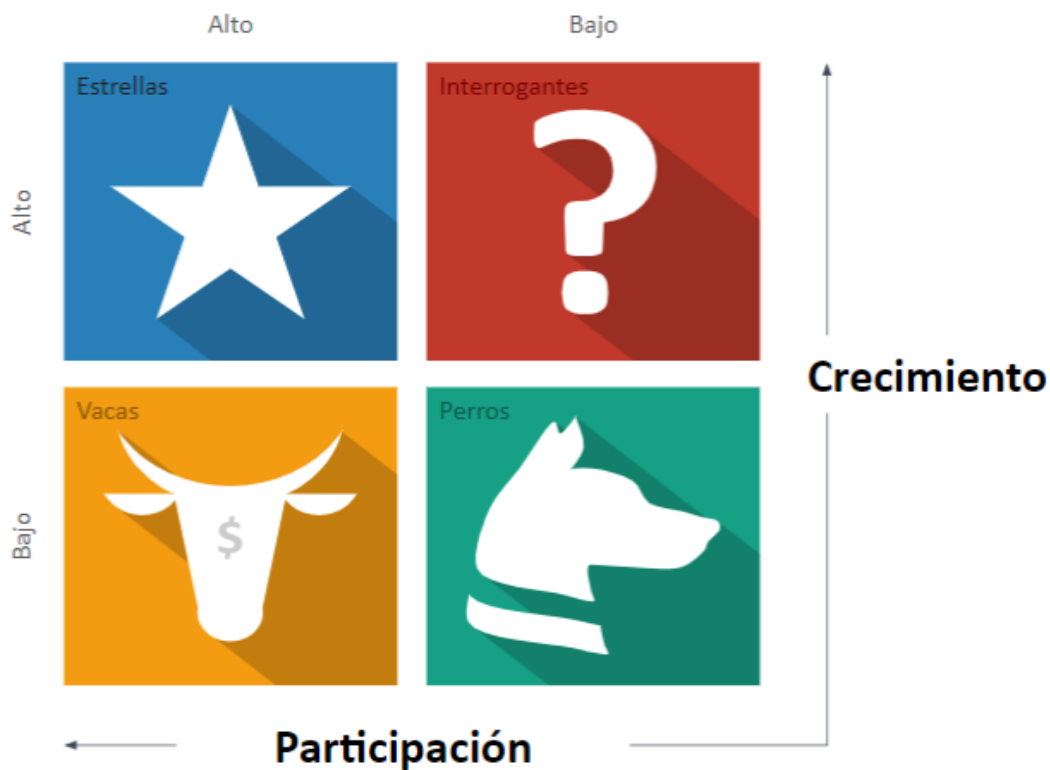 Alto
Bajo
Estrellas
Interrogantes
?
Alto
Crecimiento
Vacas
Perros
$
Bajo
Participación